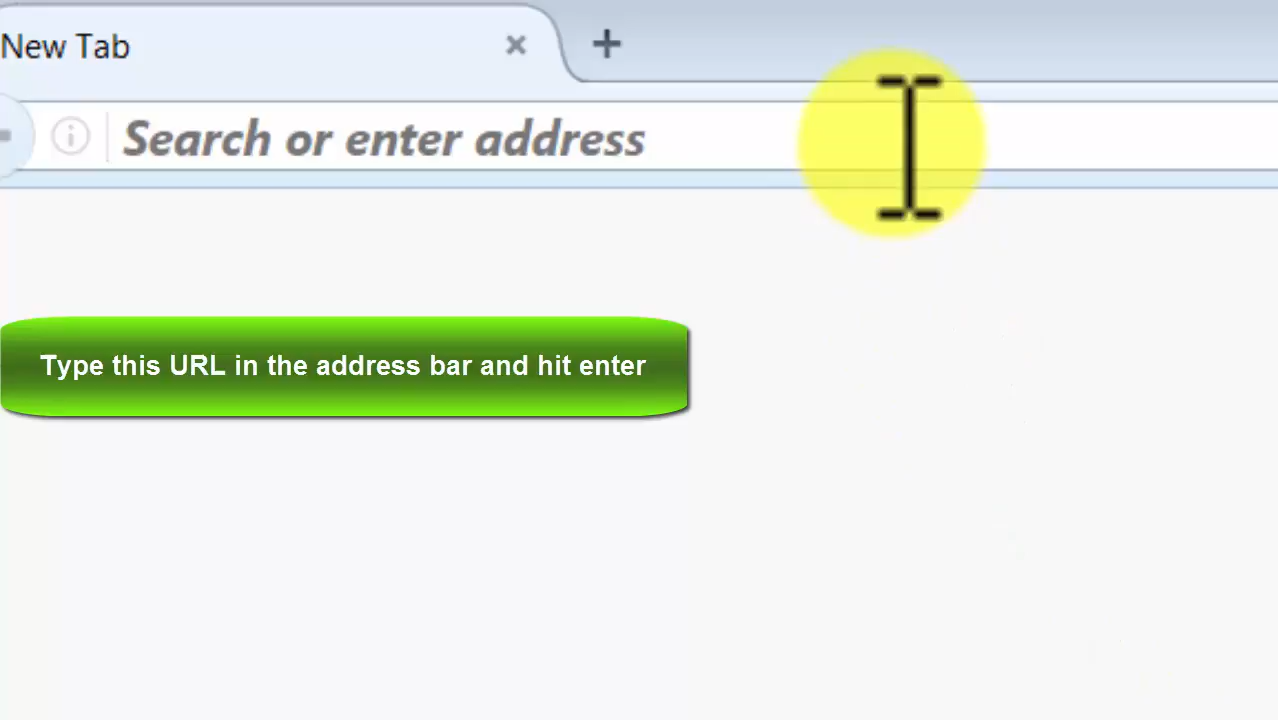 New Tab
Search or enter address
Type this URL in the address bar and hit enter